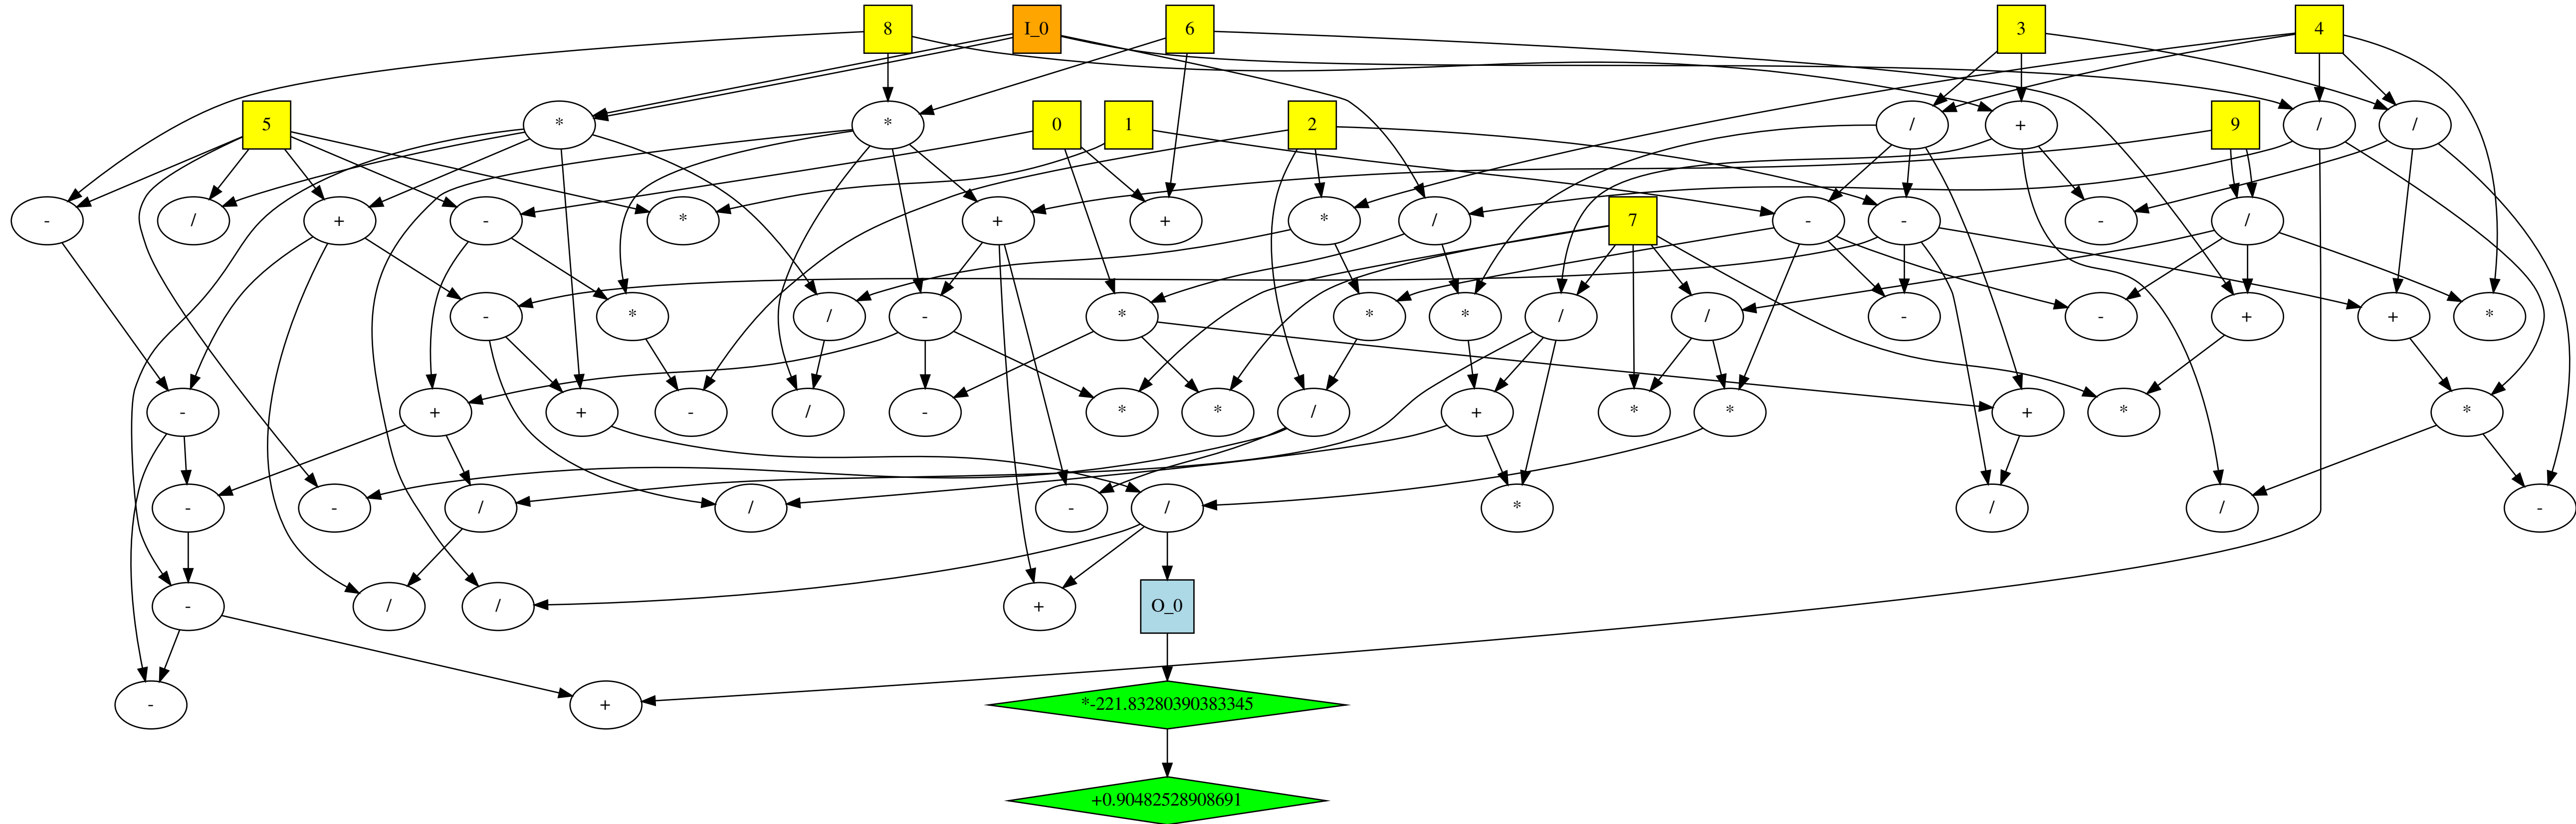 8 I_0 6 3 4
5 * * 0 1 2 / + 9 / /
- / + - * + + * / 7 - - - /
- * / - * * * / / - - + + *
- + + - / - * * / + * * + * *
- - / / - / * / / -
- / / + O_0
- + *-221.83280390383345
+0.90482528908691